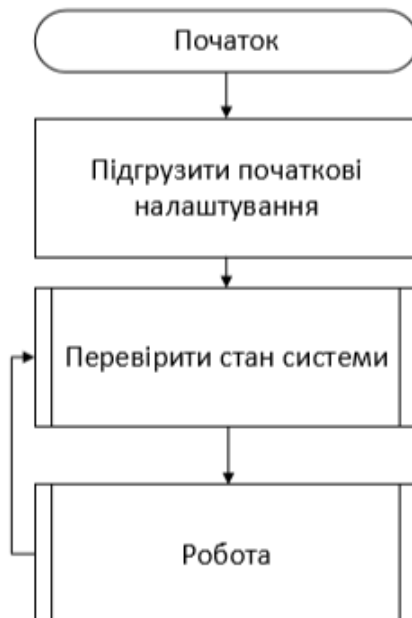 Початок
Підгрузити початкові
налаштування
Перевірити стан системи
Робота